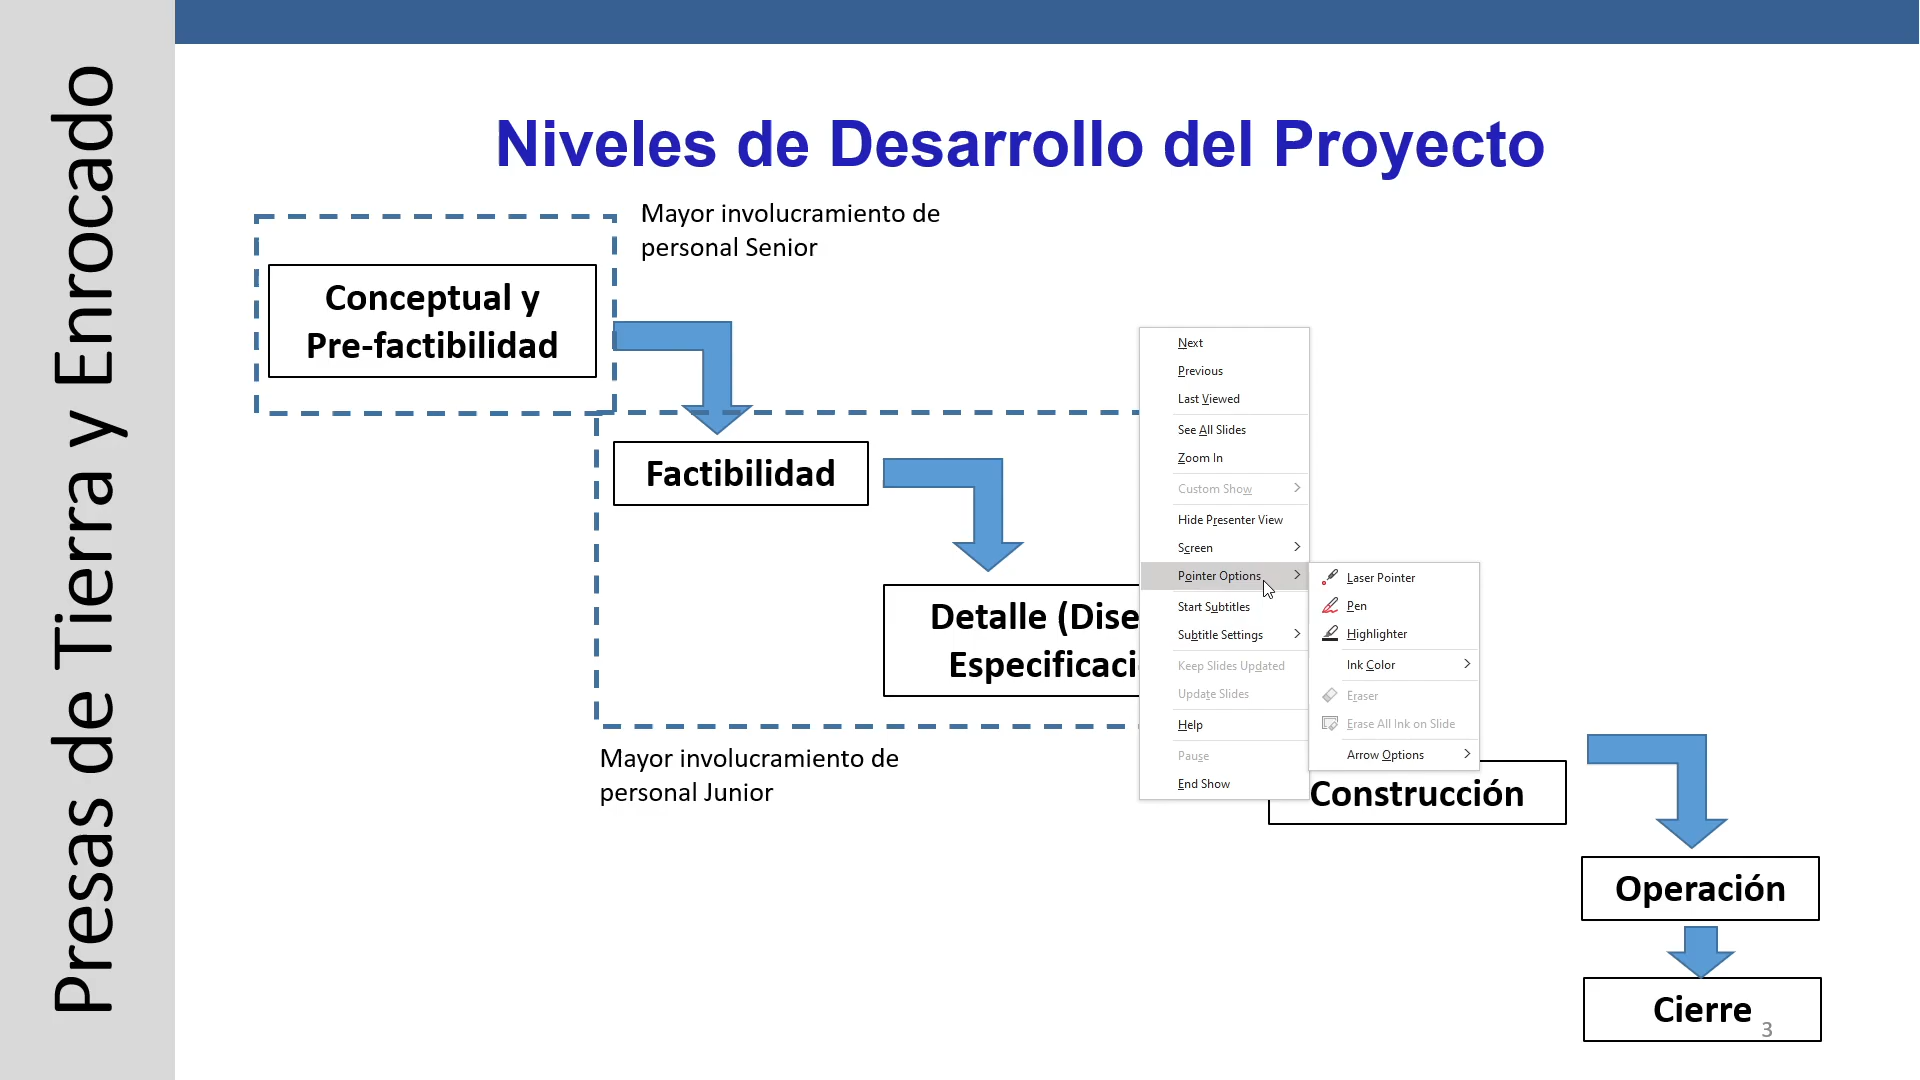 Presas de Tierra y Enrocado
Niveles de Desarrollo del Proyecto
Mayor involucramiento de
personal Senior
Conceptual y
Pre-factibilidad
Factibilidad
Detalle (Dise
Especificaci
Mayor involucramiento de
personal Junior
Next
Previous
Last Viewed
See All Slides
Zoom In
Custom Show
Hide Presenter View
Screen
Pointer Options
Start Subtitles
Subtitle Settings
Keep Slides Updated
Update Slides
Help
Pause
End Show
Laser Pointer
Pen
Highlighter
Ink Color
Eraser
Erase All Ink on Slide
Arrow Options
Construcción
Operación
Cierre
3